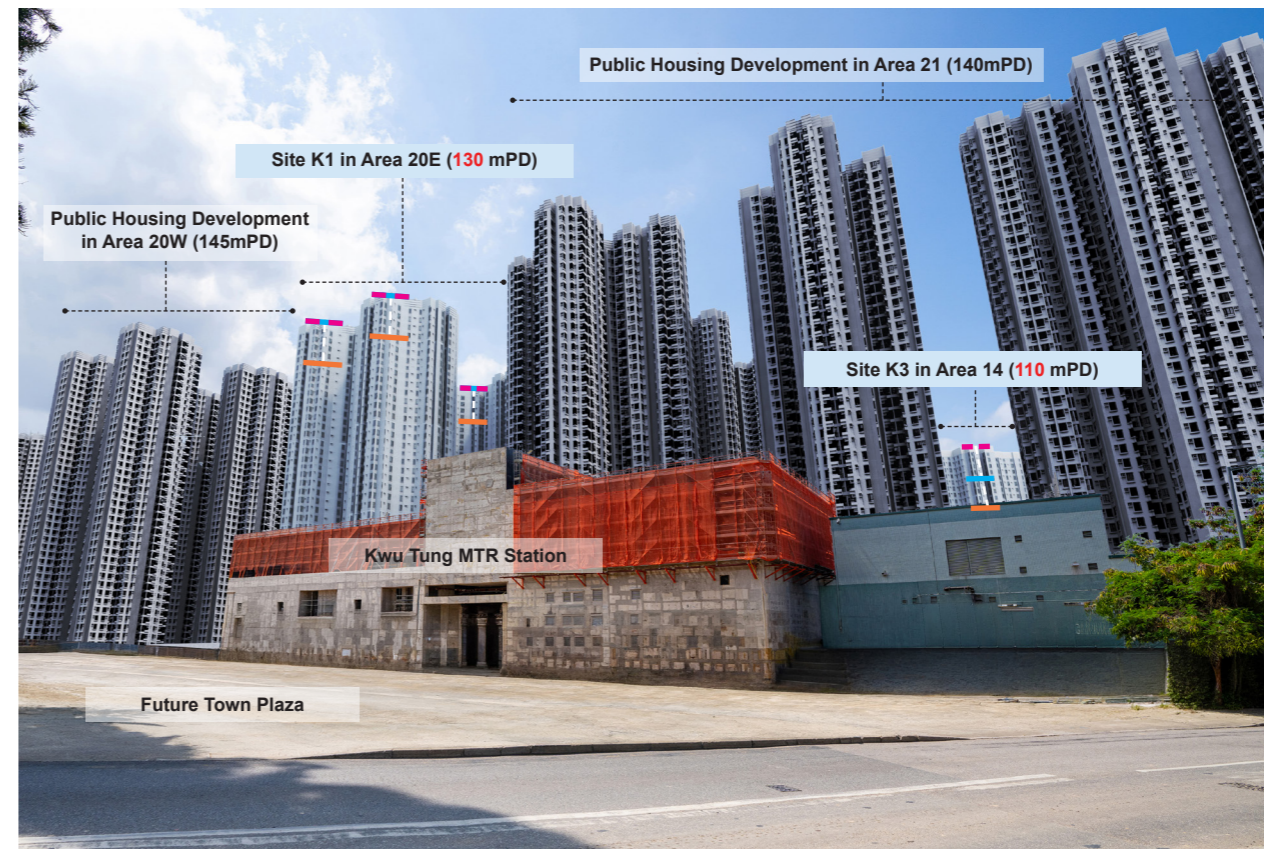 Public Housing Development in Area 21 (140mPD)
Site K1 in Area 20E (130 mPD)
Public Housing Development
in Area 20W (145mPD)
Site K3 in Area 14 (110 mPD)
Kwu Tung MTR Station
Future Town Plaza